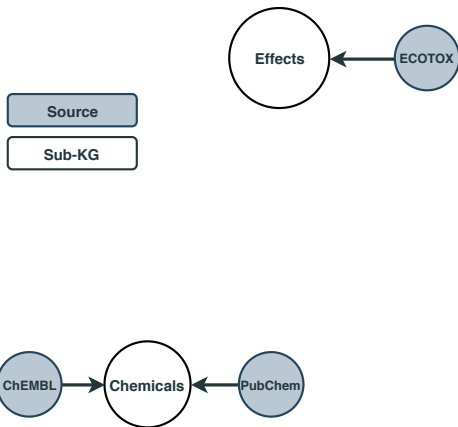 Effects
ECOTOX
Source
Sub-KG
ChEMBL
Chemicals
PubChem